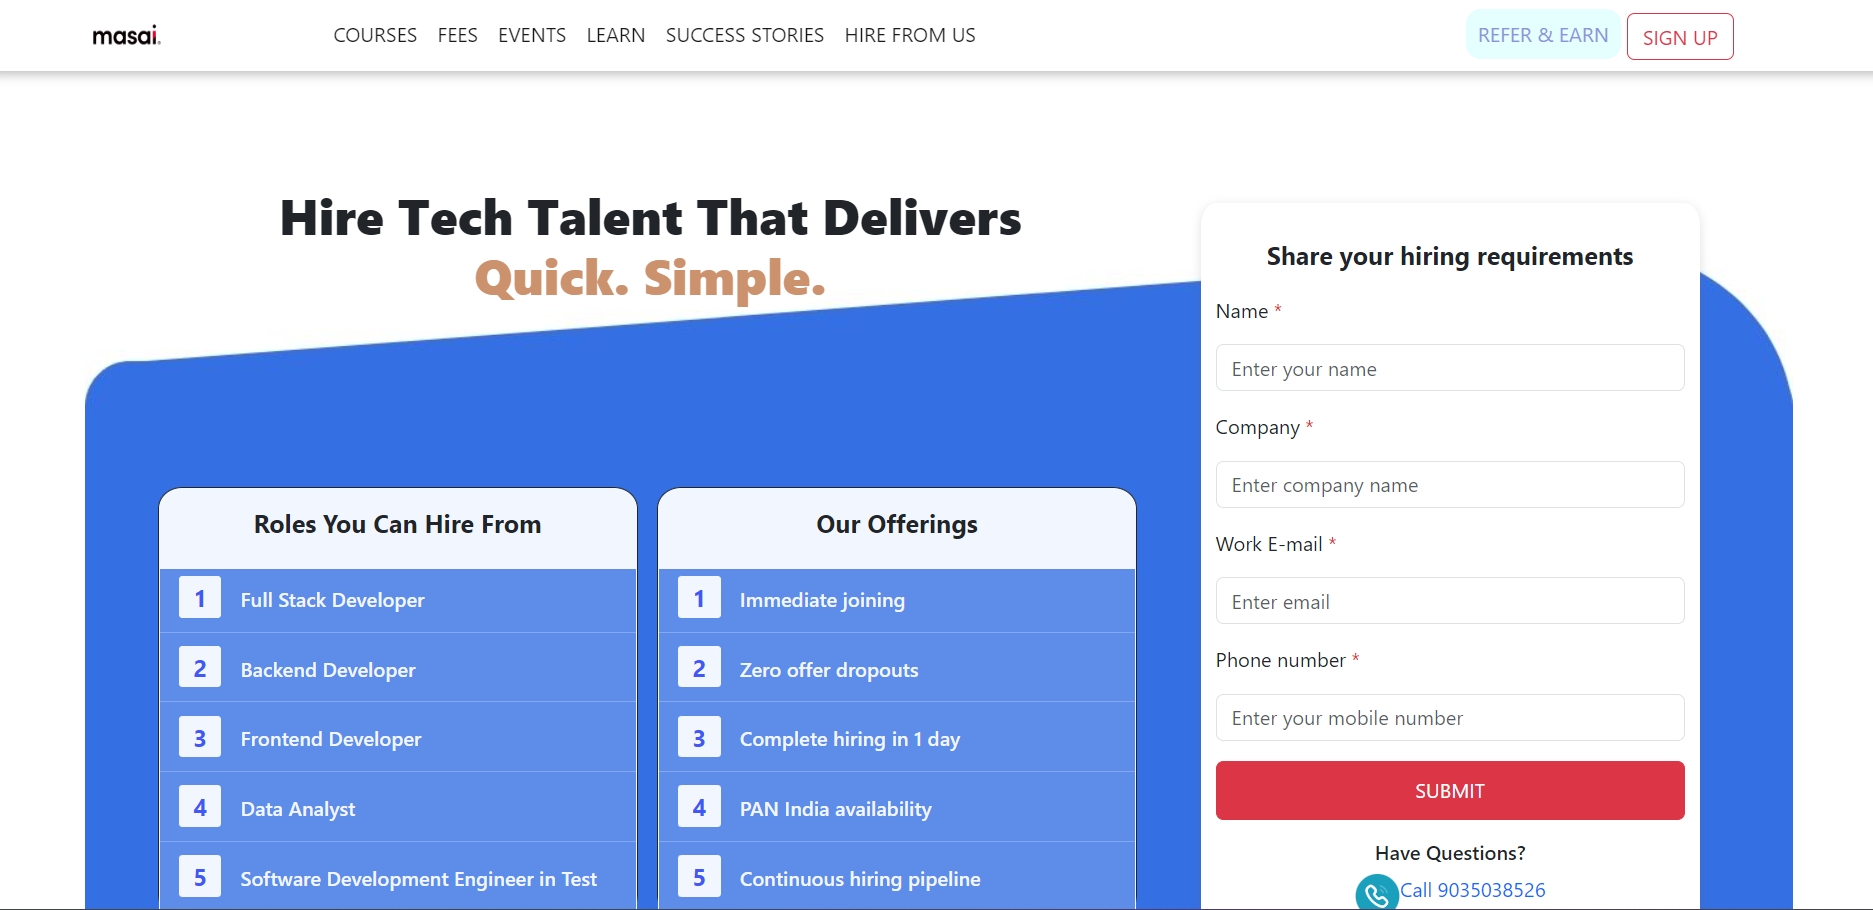 masai.
COURSES FEES EVENTS LEARN SUCCESS STORIES HIRE FROM US
REFER & EARN
SIGN UP
Hire Tech Talent That Delivers
Quick. Simple.
Roles You Can Hire From
1 Full Stack Developer
2 Backend Developer
3 Frontend Developer
4 Data Analyst
5 Software Development Engineer in Test
Our Offerings
1 Immediate joining
2 Zero offer dropouts
3 Complete hiring in 1 day
4 PAN India availability
5 Continuous hiring pipeline
Share your hiring requirements
Name *
Enter your name
Company *
Enter company name
Work E-mail *
Enter email
Phone number *
Enter your mobile number
SUBMIT
Have Questions?
Call 9035038526